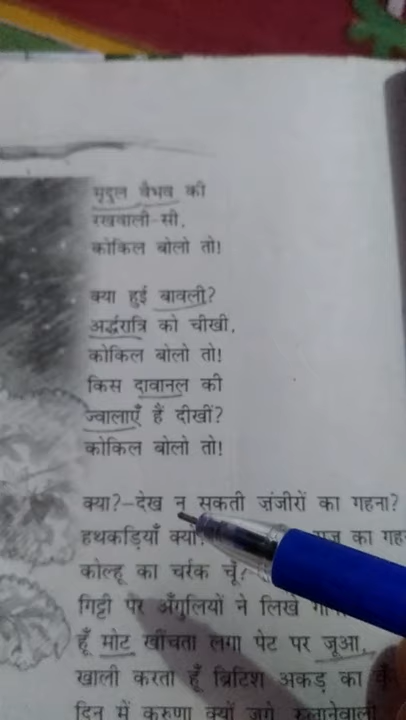 मृदुल वैभव की
रखवाली-सी,
कोकिल बोलो तो!
क्या हुई बावली?
अर्द्धरात्रि को चीखी,
कोकिल बोलो तो!
किस दावानल की
ज्वालाएँ हैं दीखीं?
कोकिल बोलो तो!
क्या?–देख न सकती ज़ंजीरों का गहना?
हथकड़ियाँ क्यों? का
कोल्हू का चर्रक चूँ?
गिट्टी पर अँगुलियों ने लिखे
हूँ मोट खींचता लगा पेट पर जूआ,
खाली करता हूँ ब्रिटिश अकड़ का
दिन में करुणा क्यों जगे, रुलानेवाली